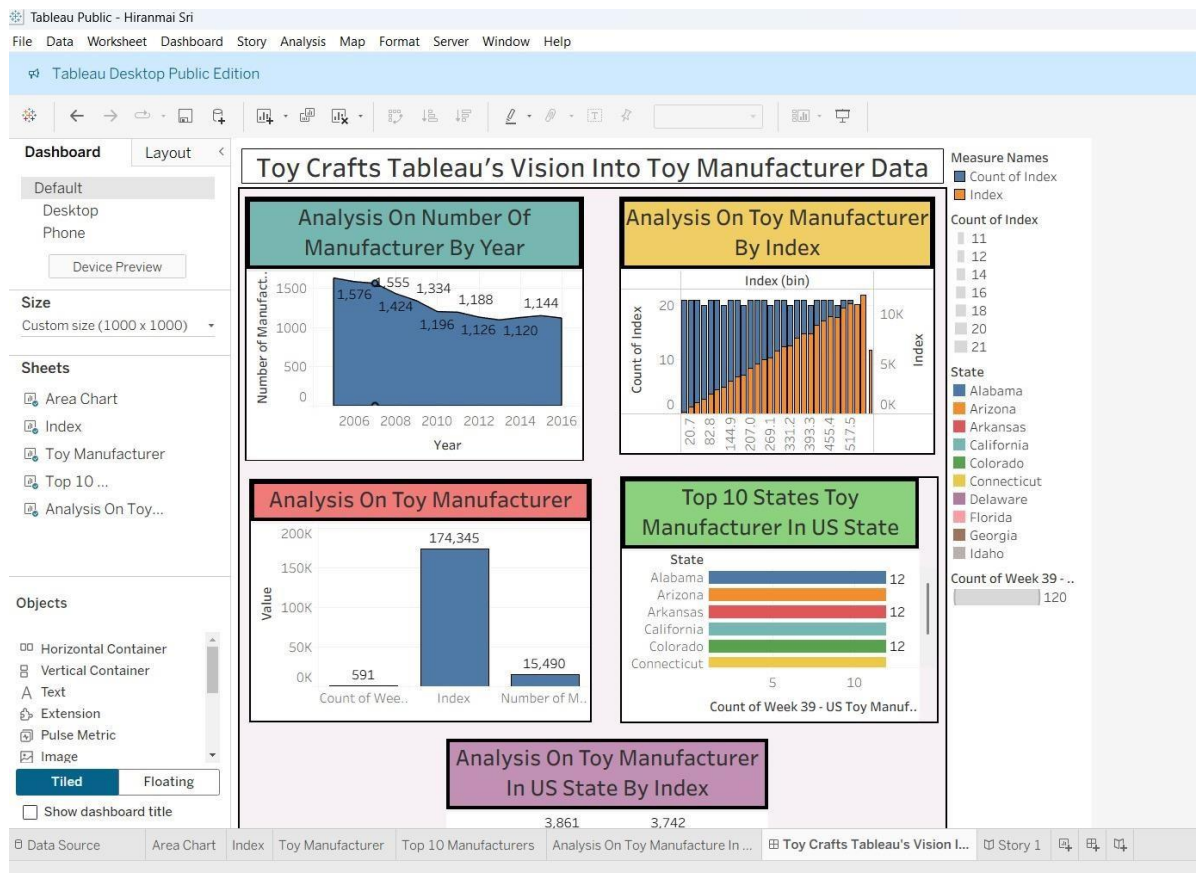 Tableau Public - Hiranmai Sri
File Data Worksheet Dashboard Story Analysis Map Format Server Window Help
Tableau Desktop Public Edition
Dashboard Layout
Default
Desktop
Phone
Device Preview
Size
Custom size (1000 x 1000)
Sheets
Area Chart
Index
Toy Manufacturer
Top 10 ...
Analysis On Toy...
Objects
Horizontal Container
Vertical Container
Text
Extension
Pulse Metric
Image
Tiled Floating
Show dashboard title
Toy Crafts Tableau's Vision Into Toy Manufacturer Data
Analysis On Number Of
Manufacturer By Year
Number of Manufact..
1500
1000
500
0
1,576 1,555 1,424 1,334 1,196 1,188 1,126 1,120 1,144
2006 2008 2010 2012 2014 2016
Year
Analysis On Toy Manufacturer
By Index
Index (bin)
Count of Index
20
10
0
10K
5K
0K
Index
20.7 82.8 144.9 207.0 269.1 331.2 393.3 455.4 517.5
Analysis On Toy Manufacturer
Value
200K
150K
100K
50K
0K
591 174,345 15,490
Count of Wee.. Index Number of M..
Top 10 States Toy
Manufacturer In US State
State
Alabama 12
Arizona
Arkansas 12
California
Colorado 12
Connecticut
5 10
Count of Week 39 - US Toy Manuf..
Analysis On Toy Manufacturer
In US State By Index
3,861 3,742
Measure Names
Count of Index
Index
Count of Index
11
12
14
16
18
20
21
State
Alabama
Arizona
Arkansas
California
Colorado
Connecticut
Delaware
Florida
Georgia
Idaho
Count of Week 39 - ..
120
Data Source Area Chart Index Toy Manufacturer Top 10 Manufacturers Analysis On Toy Manufacture In ... Toy Crafts Tableau's Vision I... Story 1